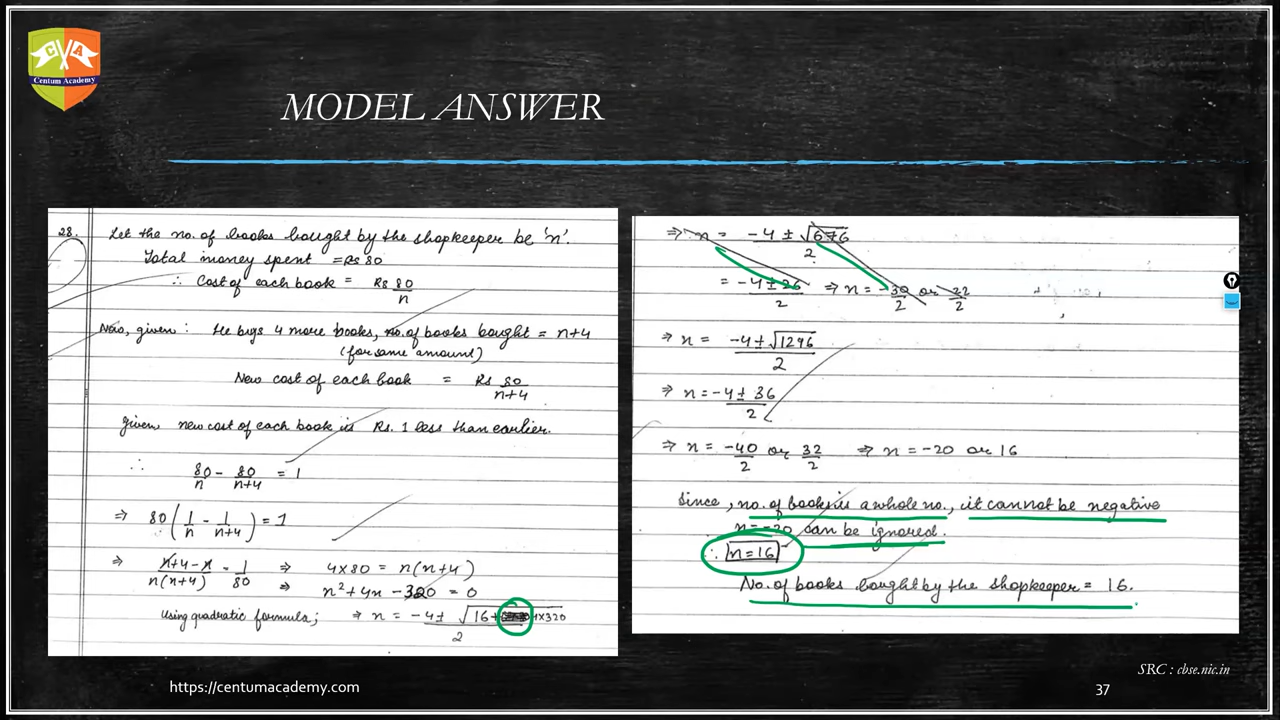 C A
Centum Academy
MODEL ANSWER
28. Let the no. of books bought by the shopkeeper be 'n'.
Total money spent = Rs 80
∴ Cost of each book = Rs 80/n
Now, given : He buys 4 more books, no. of books bought = n+4
(for same amount)
New cost of each book = Rs 80/n+4
given, new cost of each book is Rs. 1 less than earlier.
∴ 80/n - 80/n+4 = 1
⇒ 80 (1/n - 1/n+4) = 1
⇒ n+4-n/n(n+4) = 1/80 ⇒ 4×80 = n(n+4)
⇒ n²+4n-320 = 0
Using quadratic formula; ⇒ n = -4± √16+ 4×320/2
⇒ n = -4 ± √676/2
= -4 ± 26/2 ⇒ n = -30/2 or 22/2
⇒ n = -4 ± √1296/2
⇒ n = -4 ± 36/2
⇒ n = -40/2 or 32/2 ⇒ n = -20 or 16
Since, no. of books is a whole no., it cannot be negative
n = -20 can be ignored.
∴ n = 16
No. of books bought by the shopkeeper = 16.
SRC : cbse.nic.in
https://centumacademy.com
37